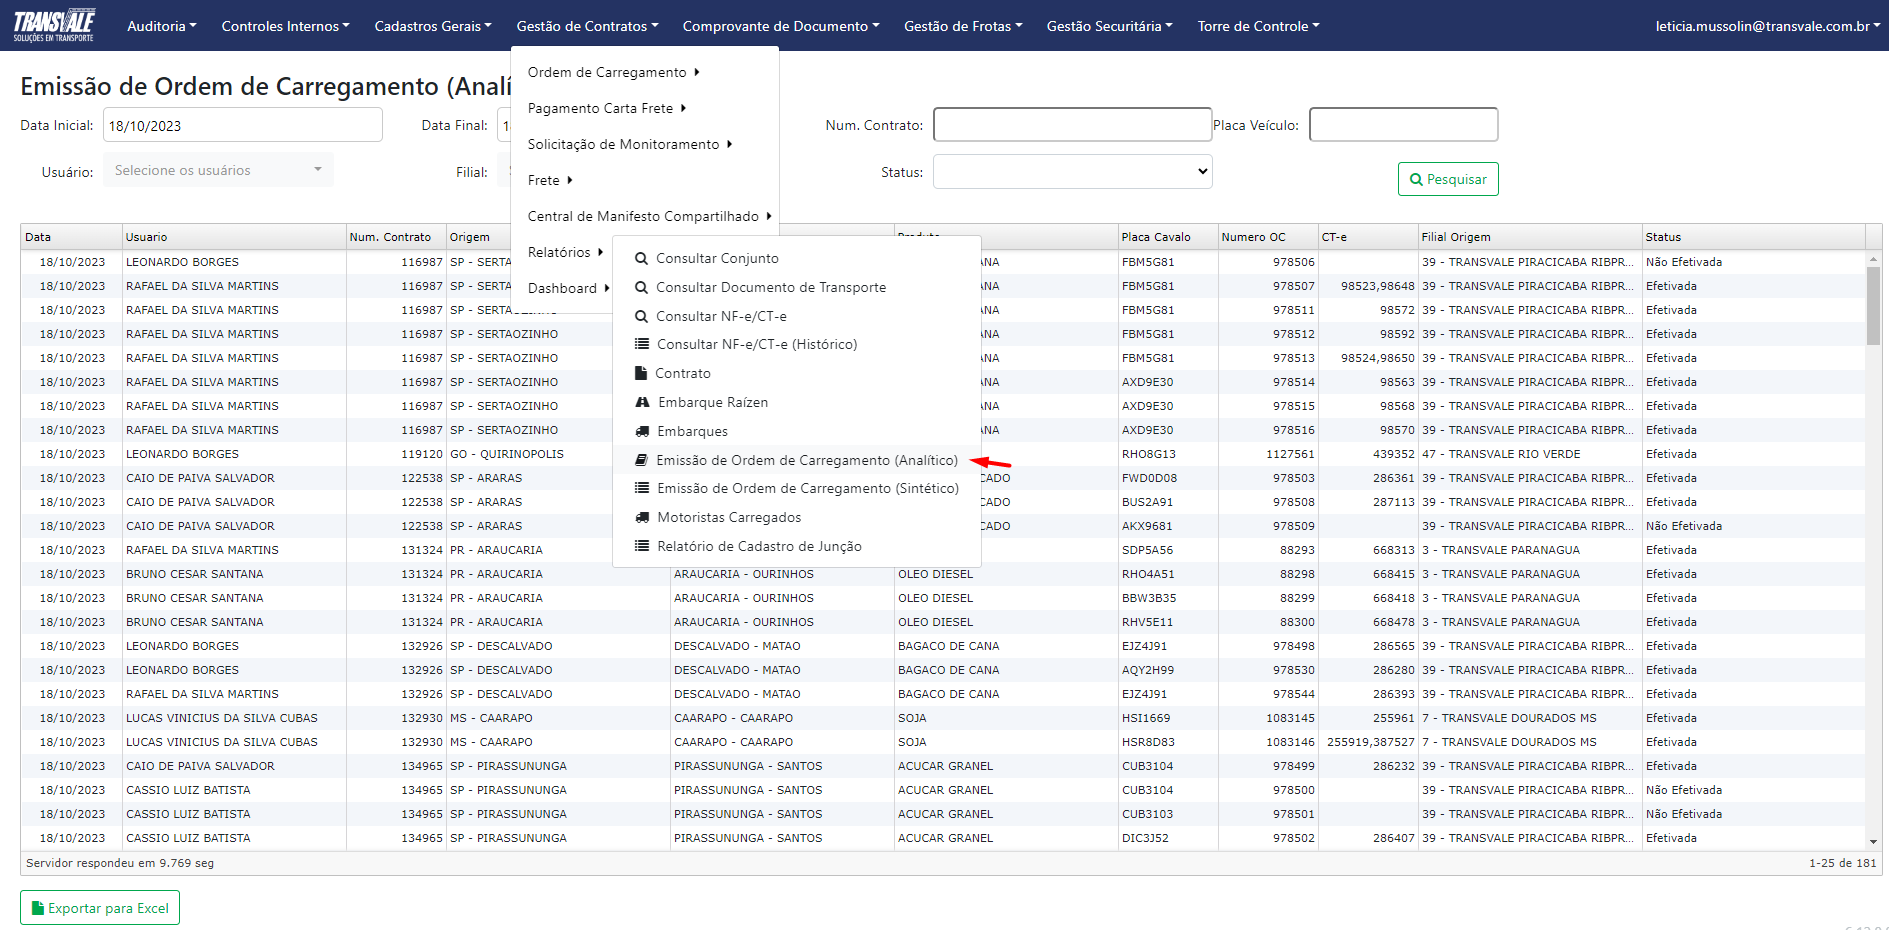 TRANSVALE
SOLUÇÕES EM TRANSPORTE
Auditoria Controles Internos Cadastros Gerais Gestão de Contratos Comprovante de Documento Gestão de Frotas Gestão Securitária Torre de Controle leticia.mussolin@transvale.com.br
Emissão de Ordem de Carregamento (Analí
Data Inicial: 18/10/2023 Data Final: Num. Contrato: Placa Veículo:
Usuário: Selecione os usuários Filial: Status: Pesquisar
Ordem de Carregamento
Pagamento Carta Frete
Solicitação de Monitoramento
Frete
Central de Manifesto Compartilhado
Relatórios
Dashboard
Consultar Conjunto
Consultar Documento de Transporte
Consultar NF-e/CT-e
Consultar NF-e/CT-e (Histórico)
Contrato
Embarque Raízen
Embarques
Emissão de Ordem de Carregamento (Analítico)
Emissão de Ordem de Carregamento (Sintético)
Motoristas Carregados
Relatório de Cadastro de Junção
Data Usuario Num. Contrato Origem Placa Cavalo Numero OC CT-e Filial Origem Status
18/10/2023 LEONARDO BORGES 116987 SP - SERTA ANA FBM5G81 978506 39 - TRANSVALE PIRACICABA RIBPR... Não Efetivada
18/10/2023 RAFAEL DA SILVA MARTINS 116987 SP - SERTA ANA FBM5G81 978507 98523,98648 39 - TRANSVALE PIRACICABA RIBPR... Efetivada
18/10/2023 RAFAEL DA SILVA MARTINS 116987 SP - SERTAOZINHO ANA FBM5G81 978511 98572 39 - TRANSVALE PIRACICABA RIBPR... Efetivada
18/10/2023 RAFAEL DA SILVA MARTINS 116987 SP - SERTAOZINHO ANA FBM5G81 978512 98592 39 - TRANSVALE PIRACICABA RIBPR... Efetivada
18/10/2023 RAFAEL DA SILVA MARTINS 116987 SP - SERTAOZINHO ANA FBM5G81 978513 98524,98650 39 - TRANSVALE PIRACICABA RIBPR... Efetivada
18/10/2023 RAFAEL DA SILVA MARTINS 116987 SP - SERTAOZINHO ANA AXD9E30 978514 98563 39 - TRANSVALE PIRACICABA RIBPR... Efetivada
18/10/2023 RAFAEL DA SILVA MARTINS 116987 SP - SERTAOZINHO ANA AXD9E30 978515 98568 39 - TRANSVALE PIRACICABA RIBPR... Efetivada
18/10/2023 RAFAEL DA SILVA MARTINS 116987 SP - SERTAOZINHO ANA AXD9E30 978516 98570 39 - TRANSVALE PIRACICABA RIBPR... Efetivada
18/10/2023 LEONARDO BORGES 119120 GO - QUIRINOPOLIS RHO8G13 1127561 439352 47 - TRANSVALE RIO VERDE Efetivada
18/10/2023 CAIO DE PAIVA SALVADOR 122538 SP - ARARAS CADO FWD0D08 978503 286361 39 - TRANSVALE PIRACICABA RIBPR... Efetivada
18/10/2023 CAIO DE PAIVA SALVADOR 122538 SP - ARARAS CADO BUS2A91 978508 287113 39 - TRANSVALE PIRACICABA RIBPR... Efetivada
18/10/2023 CAIO DE PAIVA SALVADOR 122538 SP - ARARAS CADO AKX9681 978509 39 - TRANSVALE PIRACICABA RIBPR... Não Efetivada
18/10/2023 RAFAEL DA SILVA MARTINS 131324 PR - ARAUCARIA SDP5A56 88293 668313 3 - TRANSVALE PARANAGUA Efetivada
18/10/2023 BRUNO CESAR SANTANA 131324 PR - ARAUCARIA ARAUCARIA - OURINHOS OLEO DIESEL RHO4A51 88298 668415 3 - TRANSVALE PARANAGUA Efetivada
18/10/2023 BRUNO CESAR SANTANA 131324 PR - ARAUCARIA ARAUCARIA - OURINHOS OLEO DIESEL BBW3B35 88299 668418 3 - TRANSVALE PARANAGUA Efetivada
18/10/2023 BRUNO CESAR SANTANA 131324 PR - ARAUCARIA ARAUCARIA - OURINHOS OLEO DIESEL RHV5E11 88300 668478 3 - TRANSVALE PARANAGUA Efetivada
18/10/2023 LEONARDO BORGES 132926 SP - DESCALVADO DESCALVADO - MATAO BAGACO DE CANA EJZ4J91 978498 286565 39 - TRANSVALE PIRACICABA RIBPR... Efetivada
18/10/2023 LEONARDO BORGES 132926 SP - DESCALVADO DESCALVADO - MATAO BAGACO DE CANA AQY2H99 978530 286280 39 - TRANSVALE PIRACICABA RIBPR... Efetivada
18/10/2023 RAFAEL DA SILVA MARTINS 132926 SP - DESCALVADO DESCALVADO - MATAO BAGACO DE CANA EJZ4J91 978544 286393 39 - TRANSVALE PIRACICABA RIBPR... Efetivada
18/10/2023 LUCAS VINICIUS DA SILVA CUBAS 132930 MS - CAARAPO CAARAPO - CAARAPO SOJA HSI1669 1083145 255961 7 - TRANSVALE DOURADOS MS Efetivada
18/10/2023 LUCAS VINICIUS DA SILVA CUBAS 132930 MS - CAARAPO CAARAPO - CAARAPO SOJA HSR8D83 1083146 255919,387527 7 - TRANSVALE DOURADOS MS Efetivada
18/10/2023 CAIO DE PAIVA SALVADOR 134965 SP - PIRASSUNUNGA PIRASSUNUNGA - SANTOS ACUCAR GRANEL CUB3104 978499 286232 39 - TRANSVALE PIRACICABA RIBPR... Efetivada
18/10/2023 CASSIO LUIZ BATISTA 134965 SP - PIRASSUNUNGA PIRASSUNUNGA - SANTOS ACUCAR GRANEL CUB3104 978500 39 - TRANSVALE PIRACICABA RIBPR... Não Efetivada
18/10/2023 CASSIO LUIZ BATISTA 134965 SP - PIRASSUNUNGA PIRASSUNUNGA - SANTOS ACUCAR GRANEL CUB3103 978501 39 - TRANSVALE PIRACICABA RIBPR... Não Efetivada
18/10/2023 CASSIO LUIZ BATISTA 134965 SP - PIRASSUNUNGA PIRASSUNUNGA - SANTOS ACUCAR GRANEL DIC3J52 978502 286407 39 - TRANSVALE PIRACICABA RIBPR... Efetivada
Servidor respondeu em 9.769 seg 1-25 de 181
Exportar para Excel